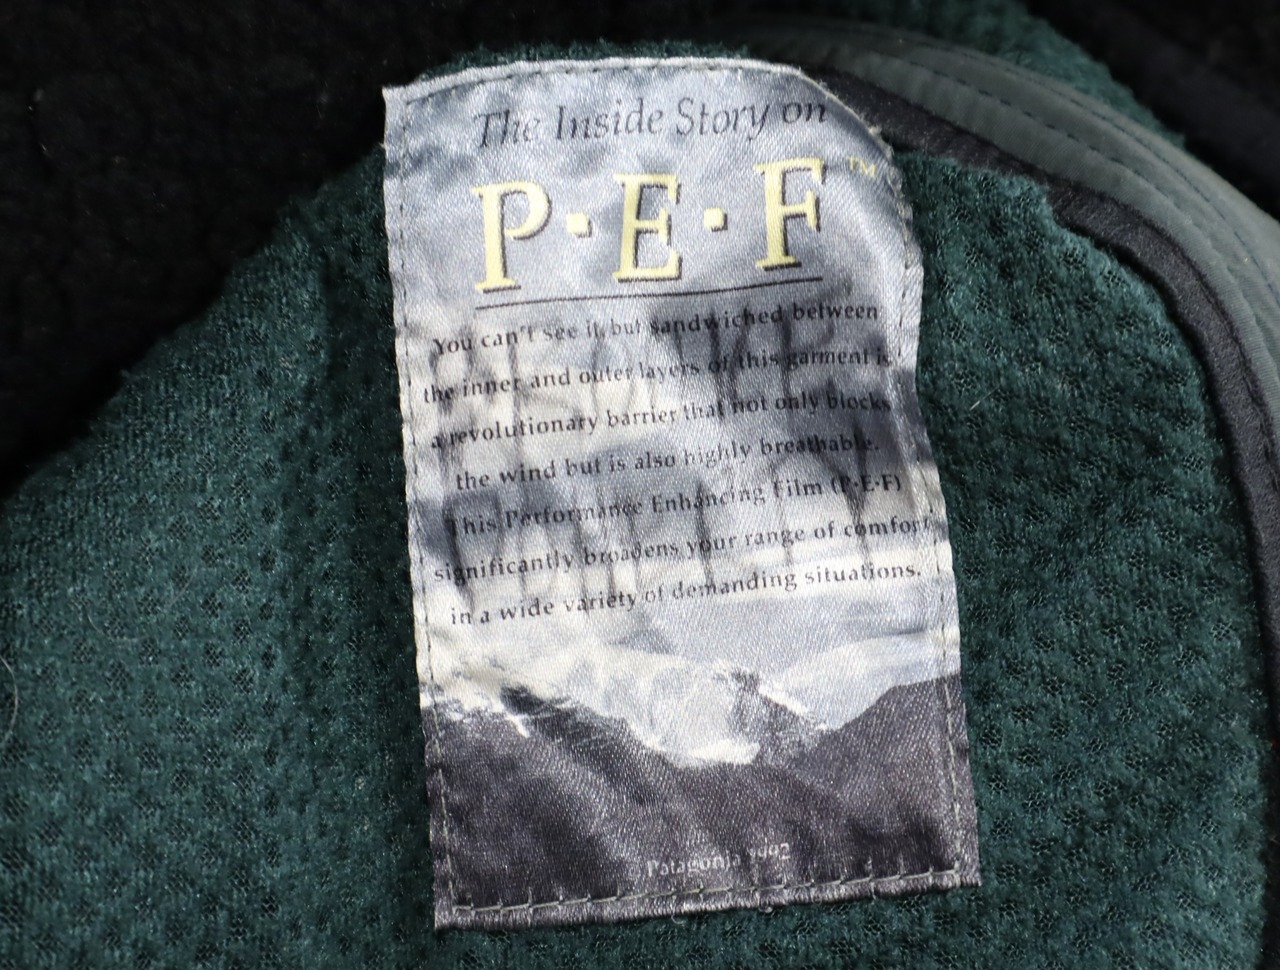 The Inside Story on
P·E·F™
You can't see it, but sandwiched between
the inner and outer layers of this garment is
a revolutionary barrier that not only blocks
the wind but is also highly breathable.
This Performance Enhancing Film (P·E·F)
significantly broadens your range of comfort
in a wide variety of demanding situations.
© Patagonia 1992